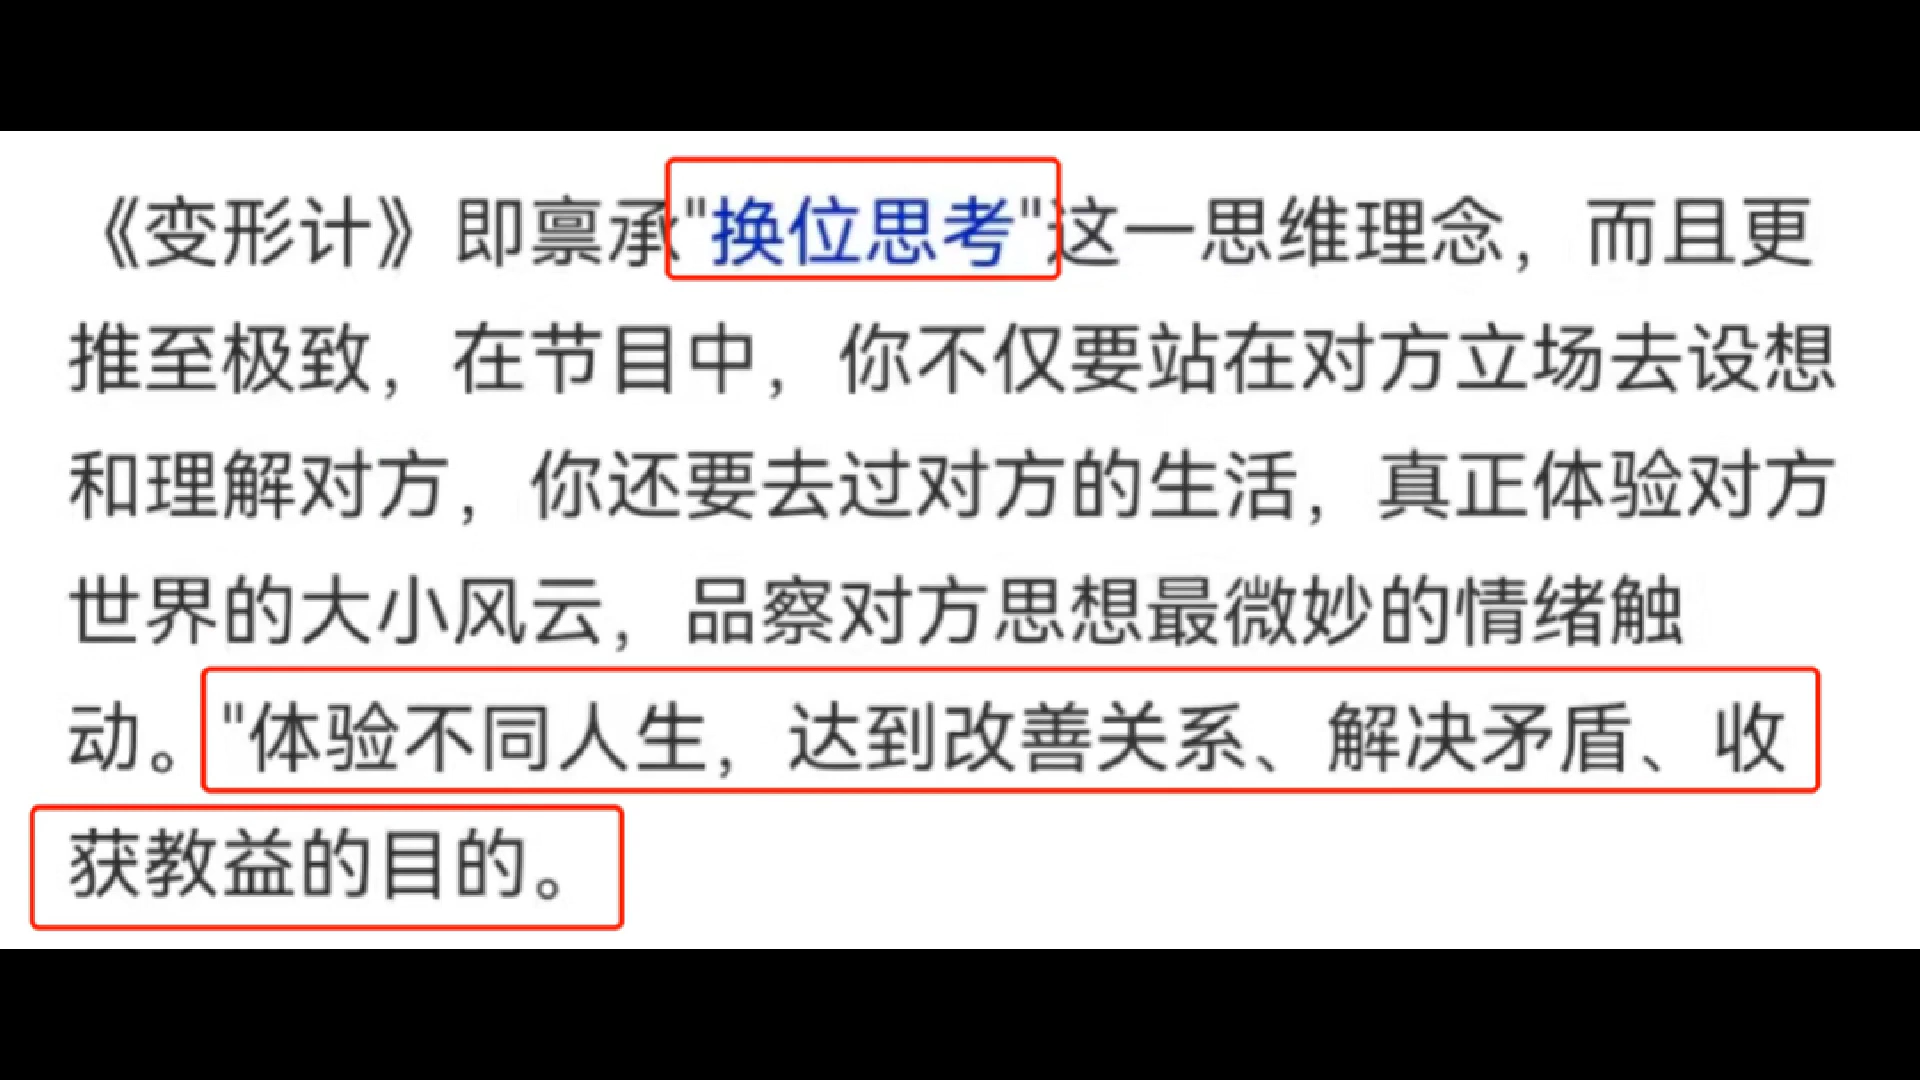 《变形计》即禀承"换位思考"这一思维理念，而且更
推至极致，在节目中，你不仅要站在对方立场去设想
和理解对方，你还要去过对方的生活，真正体验对方
世界的大小风云，品察对方思想最微妙的情绪触
动。"体验不同人生，达到改善关系、解决矛盾、收
获教益的目的。